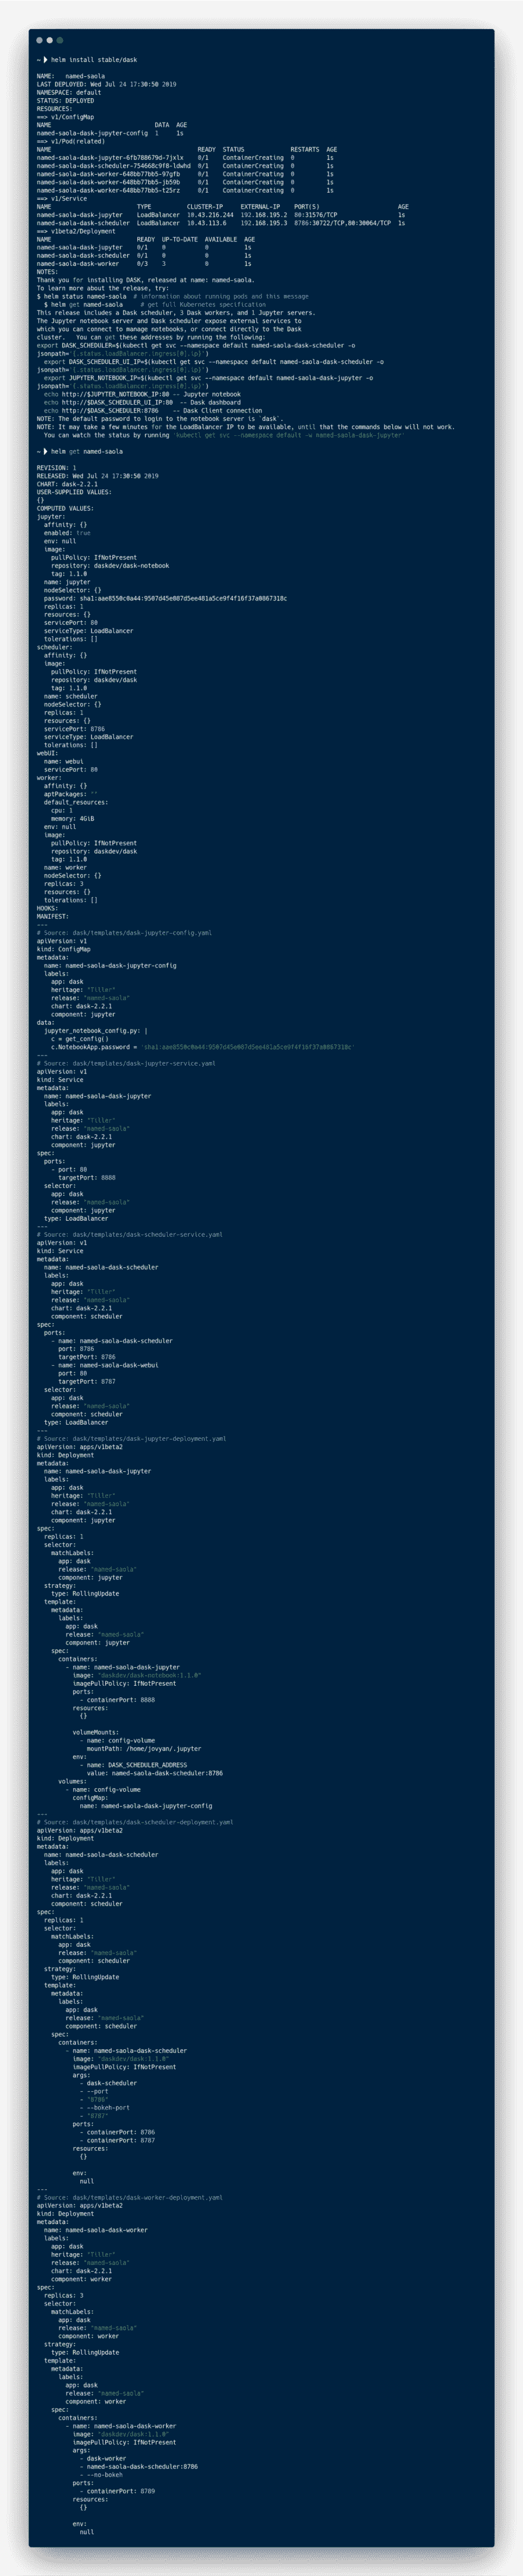 ~ helm install stable/dask
NAME:   named-saola
LAST DEPLOYED: Wed Jul 24 17:30:50 2019
NAMESPACE: default
STATUS: DEPLOYED
RESOURCES:
==> v1/ConfigMap
NAME                             DATA  AGE
named-saola-dask-jupyter-config  1     1s
==> v1/Pod(related)
NAME                                         READY  STATUS             RESTARTS  AGE
named-saola-dask-jupyter-6fb788679d-7jxlx    0/1    ContainerCreating  0         1s
named-saola-dask-scheduler-754668c9f8-ldwhd  0/1    ContainerCreating  0         1s
named-saola-dask-worker-648bb77bb5-97gfb     0/1    ContainerCreating  0         1s
named-saola-dask-worker-648bb77bb5-jb59b     0/1    ContainerCreating  0         1s
named-saola-dask-worker-648bb77bb5-t25rz     0/1    ContainerCreating  0         1s
==> v1/Service
NAME                        TYPE          CLUSTER-IP     EXTERNAL-IP    PORT(S)                      AGE
named-saola-dask-jupyter    LoadBalancer  10.43.216.244  192.168.195.2  80:31576/TCP                 1s
named-saola-dask-scheduler  LoadBalancer  10.43.113.6    192.168.195.3  8786:30722/TCP,80:30064/TCP  1s
==> v1beta2/Deployment
NAME                        READY  UP-TO-DATE  AVAILABLE  AGE
named-saola-dask-jupyter    0/1    0           0          1s
named-saola-dask-scheduler  0/1    0           0          1s
named-saola-dask-worker     0/3    3           0          1s
NOTES:
Thank you for installing DASK, released at name: named-saola.
To learn more about the release, try:
$ helm status named-saola  # information about running pods and this message
  $ helm get named-saola     # get full Kubernetes specification
This release includes a Dask scheduler, 3 Dask workers, and 1 Jupyter servers.
The Jupyter notebook server and Dask scheduler expose external services to
which you can connect to manage notebooks, or connect directly to the Dask
cluster.   You can get these addresses by running the following:
export DASK_SCHEDULER=$(kubectl get svc --namespace default named-saola-dask-scheduler -o
jsonpath='{.status.loadBalancer.ingress[0].ip}')
  export DASK_SCHEDULER_UI_IP=$(kubectl get svc --namespace default named-saola-dask-scheduler -o
jsonpath='{.status.loadBalancer.ingress[0].ip}')
  export JUPYTER_NOTEBOOK_IP=$(kubectl get svc --namespace default named-saola-dask-jupyter -o
jsonpath='{.status.loadBalancer.ingress[0].ip}')
  echo http://$JUPYTER_NOTEBOOK_IP:80 -- Jupyter notebook
  echo http://$DASK_SCHEDULER_UI_IP:80  -- Dask dashboard
  echo http://$DASK_SCHEDULER:8786    -- Dask Client connection
NOTE: The default password to login to the notebook server is `dask`.
NOTE: It may take a few minutes for the LoadBalancer IP to be available, until that the commands below will not work.
  You can watch the status by running 'kubectl get svc --namespace default -w named-saola-dask-jupyter'
~ helm get named-saola
REVISION: 1
RELEASED: Wed Jul 24 17:30:50 2019
CHART: dask-2.2.1
USER-SUPPLIED VALUES:
{}
COMPUTED VALUES:
jupyter:
  affinity: {}
  enabled: true
  env: null
  image:
    pullPolicy: IfNotPresent
    repository: daskdev/dask-notebook
    tag: 1.1.0
  name: jupyter
  nodeSelector: {}
  password: sha1:aae8550c0a44:9507d45e087d5ee481a5ce9f4f16f37a0867318c
  replicas: 1
  resources: {}
  servicePort: 80
  serviceType: LoadBalancer
  tolerations: []
scheduler:
  affinity: {}
  image:
    pullPolicy: IfNotPresent
    repository: daskdev/dask
    tag: 1.1.0
  name: scheduler
  nodeSelector: {}
  replicas: 1
  resources: {}
  servicePort: 8786
  serviceType: LoadBalancer
  tolerations: []
webUI:
  name: webui
  servicePort: 80
worker:
  affinity: {}
  aptPackages: ''
  default_resources:
    cpu: 1
    memory: 4GiB
  env: null
  image:
    pullPolicy: IfNotPresent
    repository: daskdev/dask
    tag: 1.1.0
  name: worker
  nodeSelector: {}
  replicas: 3
  resources: {}
  tolerations: []
HOOKS:
MANIFEST:
---
# Source: dask/templates/dask-jupyter-config.yaml
apiVersion: v1
kind: ConfigMap
metadata:
  name: named-saola-dask-jupyter-config
  labels:
    app: dask
    heritage: "Tiller"
    release: "named-saola"
    chart: dask-2.2.1
    component: jupyter
data:
  jupyter_notebook_config.py: |
    c = get_config()
    c.NotebookApp.password = 'sha1:aae8550c0a44:9507d45e087d5ee481a5ce9f4f16f37a0867318c'
---
# Source: dask/templates/dask-jupyter-service.yaml
apiVersion: v1
kind: Service
metadata:
  name: named-saola-dask-jupyter
  labels:
    app: dask
    heritage: "Tiller"
    release: "named-saola"
    chart: dask-2.2.1
    component: jupyter
spec:
  ports:
    - port: 80
      targetPort: 8888
  selector:
    app: dask
    release: "named-saola"
    component: jupyter
  type: LoadBalancer
---
# Source: dask/templates/dask-scheduler-service.yaml
apiVersion: v1
kind: Service
metadata:
  name: named-saola-dask-scheduler
  labels:
    app: dask
    heritage: "Tiller"
    release: "named-saola"
    chart: dask-2.2.1
    component: scheduler
spec:
  ports:
    - name: named-saola-dask-scheduler
      port: 8786
      targetPort: 8786
    - name: named-saola-dask-webui
      port: 80
      targetPort: 8787
  selector:
    app: dask
    release: "named-saola"
    component: scheduler
  type: LoadBalancer
---
# Source: dask/templates/dask-jupyter-deployment.yaml
apiVersion: apps/v1beta2
kind: Deployment
metadata:
  name: named-saola-dask-jupyter
  labels:
    app: dask
    heritage: "Tiller"
    release: "named-saola"
    chart: dask-2.2.1
    component: jupyter
spec:
  replicas: 1
  selector:
    matchLabels:
      app: dask
      release: "named-saola"
      component: jupyter
  strategy:
    type: RollingUpdate
  template:
    metadata:
      labels:
        app: dask
        release: "named-saola"
        component: jupyter
    spec:
      containers:
        - name: named-saola-dask-jupyter
          image: "daskdev/dask-notebook:1.1.0"
          imagePullPolicy: IfNotPresent
          ports:
            - containerPort: 8888
          resources:
            {}
          volumeMounts:
            - name: config-volume
              mountPath: /home/jovyan/.jupyter
          env:
            - name: DASK_SCHEDULER_ADDRESS
              value: named-saola-dask-scheduler:8786
      volumes:
        - name: config-volume
          configMap:
            name: named-saola-dask-jupyter-config
---
# Source: dask/templates/dask-scheduler-deployment.yaml
apiVersion: apps/v1beta2
kind: Deployment
metadata:
  name: named-saola-dask-scheduler
  labels:
    app: dask
    heritage: "Tiller"
    release: "named-saola"
    chart: dask-2.2.1
    component: scheduler
spec:
  replicas: 1
  selector:
    matchLabels:
      app: dask
      release: "named-saola"
      component: scheduler
  strategy:
    type: RollingUpdate
  template:
    metadata:
      labels:
        app: dask
        release: "named-saola"
        component: scheduler
    spec:
      containers:
        - name: named-saola-dask-scheduler
          image: "daskdev/dask:1.1.0"
          imagePullPolicy: IfNotPresent
          args:
            - dask-scheduler
            - --port
            - "8786"
            - --bokeh-port
            - "8787"
          ports:
            - containerPort: 8786
            - containerPort: 8787
          resources:
            {}
          env:
            null
---
# Source: dask/templates/dask-worker-deployment.yaml
apiVersion: apps/v1beta2
kind: Deployment
metadata:
  name: named-saola-dask-worker
  labels:
    app: dask
    heritage: "Tiller"
    release: "named-saola"
    chart: dask-2.2.1
    component: worker
spec:
  replicas: 3
  selector:
    matchLabels:
      app: dask
      release: "named-saola"
      component: worker
  strategy:
    type: RollingUpdate
  template:
    metadata:
      labels:
        app: dask
        release: "named-saola"
        component: worker
    spec:
      containers:
        - name: named-saola-dask-worker
          image: "daskdev/dask:1.1.0"
          imagePullPolicy: IfNotPresent
          args:
            - dask-worker
            - named-saola-dask-scheduler:8786
            - --no-bokeh
          ports:
            - containerPort: 8789
          resources:
            {}
          env:
            null